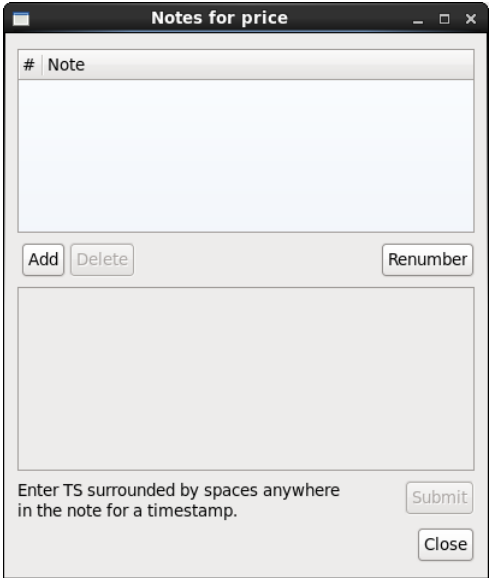 Notes for price
# Note
Add Delete Renumber
Enter TS surrounded by spaces anywhere
in the note for a timestamp.
Submit
Close